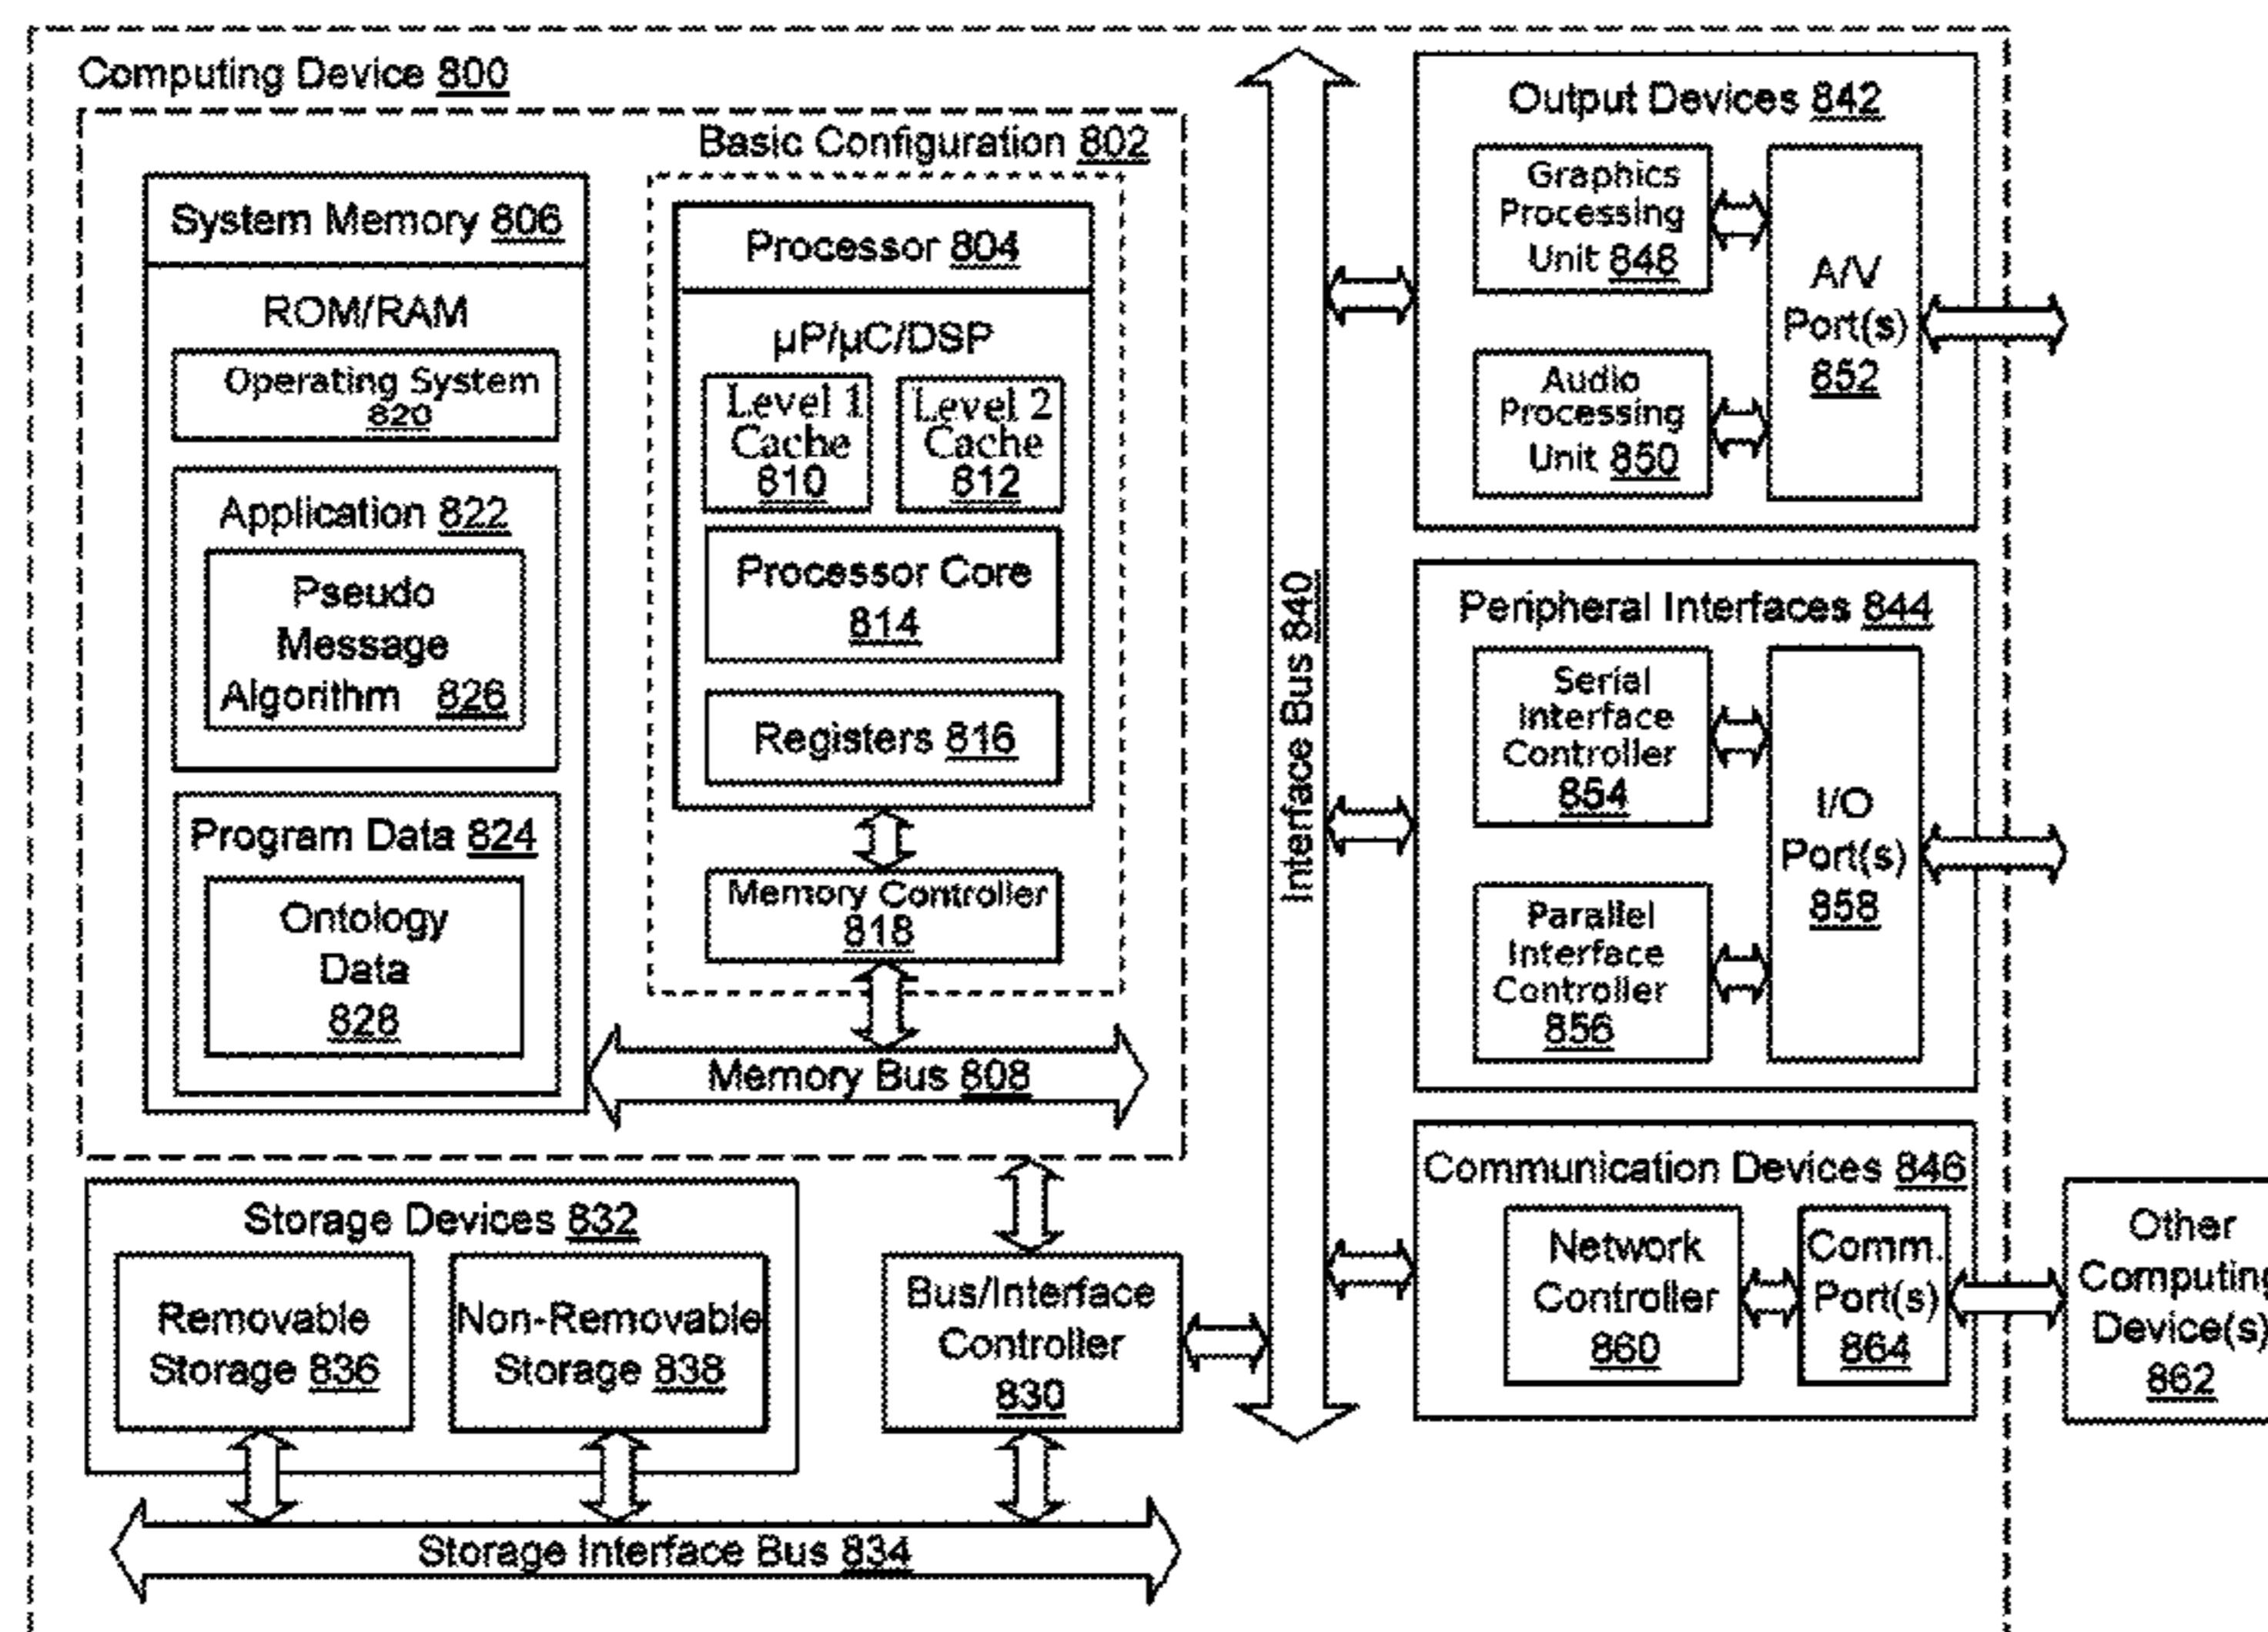 Computing Device 800
Basic Configuration 802
System Memory 806
ROM/RAM
Operating System
820
Application 822
Pseudo
Message
Algorithm 826
Program Data 824
Ontology
Data
828
Processor 804
µP/µC/DSP
Level 1
Cache
810
Level 2
Cache
812
Processor Core
814
Registers 816
Memory Controller
818
Memory Bus 808
Storage Devices 832
Removable
Storage 836
Non-Removable
Storage 838
Bus/Interface
Controller
830
Storage Interface Bus 834
Interface Bus 840
Output Devices 842
Graphics
Processing
Unit 848
Audio
Processing
Unit 850
A/V
Port(s)
852
Peripheral Interfaces 844
Serial
Interface
Controller
854
Parallel
Interface
Controller
856
I/O
Port(s)
858
Communication Devices 846
Network
Controller
860
Comm.
Port(s)
864
Other
Computing
Device(s)
862